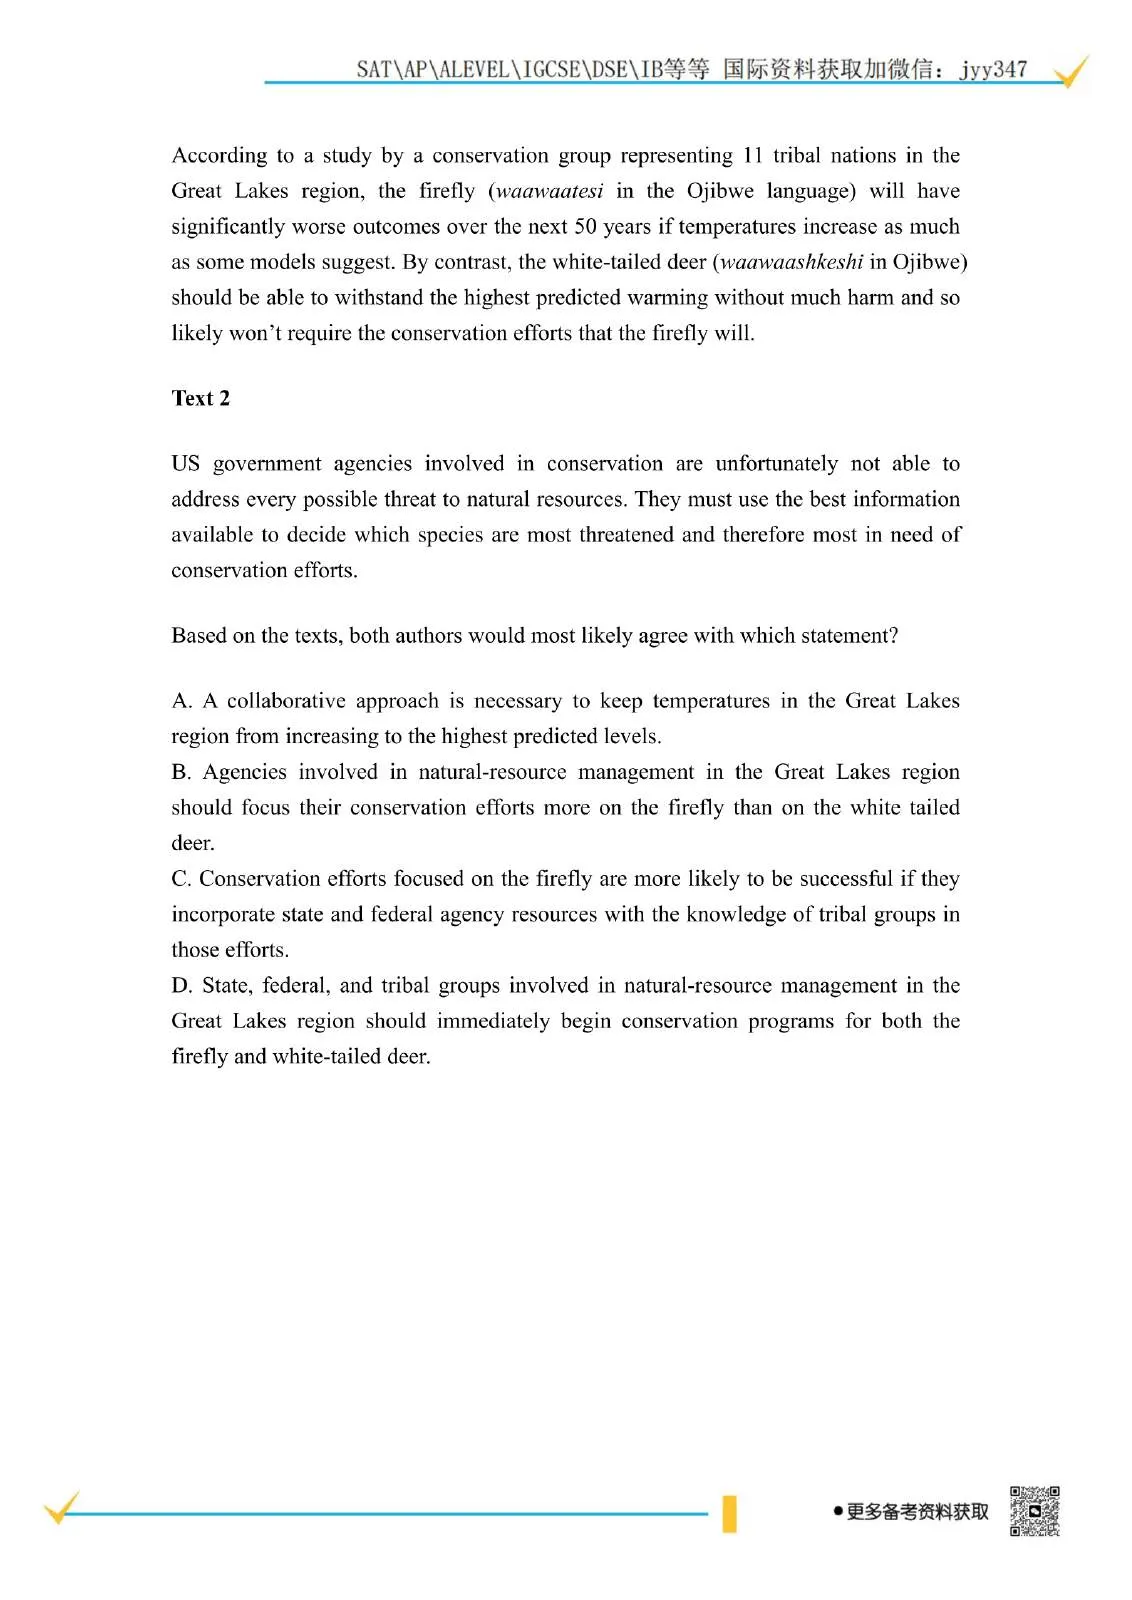 SAT\AP\ALEVEL\IGCSE\DSE\IB等等 国际资料获取加微信：jyy347
According to a study by a conservation group representing 11 tribal nations in the
Great Lakes region, the firefly (waawaatesi in the Ojibwe language) will have
significantly worse outcomes over the next 50 years if temperatures increase as much
as some models suggest. By contrast, the white-tailed deer (waawaashkeshi in Ojibwe)
should be able to withstand the highest predicted warming without much harm and so
likely won’t require the conservation efforts that the firefly will.
Text 2
US government agencies involved in conservation are unfortunately not able to
address every possible threat to natural resources. They must use the best information
available to decide which species are most threatened and therefore most in need of
conservation efforts.
Based on the texts, both authors would most likely agree with which statement?
A. A collaborative approach is necessary to keep temperatures in the Great Lakes
region from increasing to the highest predicted levels.
B. Agencies involved in natural-resource management in the Great Lakes region
should focus their conservation efforts more on the firefly than on the white tailed
deer.
C. Conservation efforts focused on the firefly are more likely to be successful if they
incorporate state and federal agency resources with the knowledge of tribal groups in
those efforts.
D. State, federal, and tribal groups involved in natural-resource management in the
Great Lakes region should immediately begin conservation programs for both the
firefly and white-tailed deer.
●更多备考资料获取